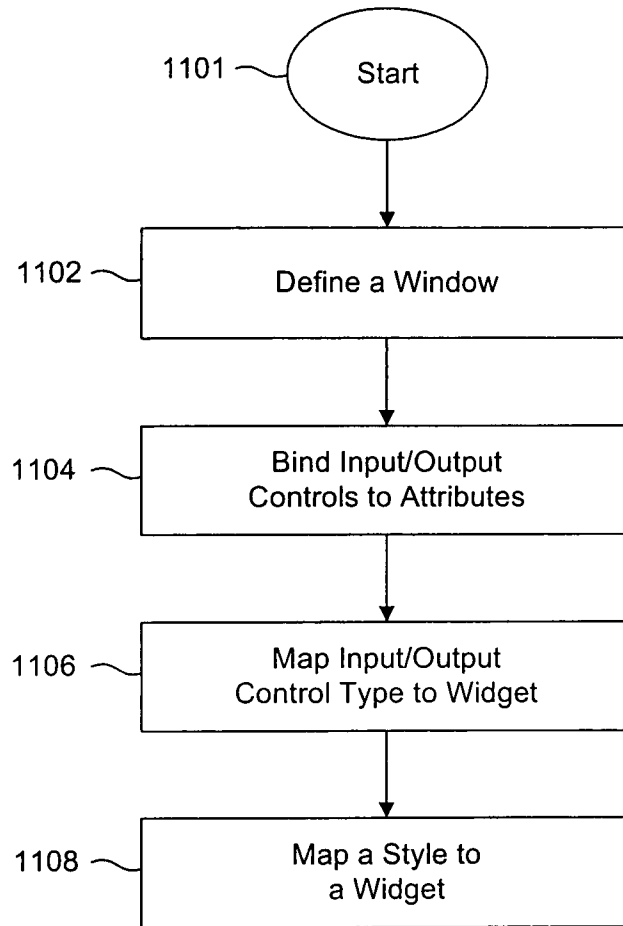 1101
Start
1102
Define a Window
1104
Bind Input/Output
Controls to Attributes
1106
Map Input/Output
Control Type to Widget
1108
Map a Style to
a Widget